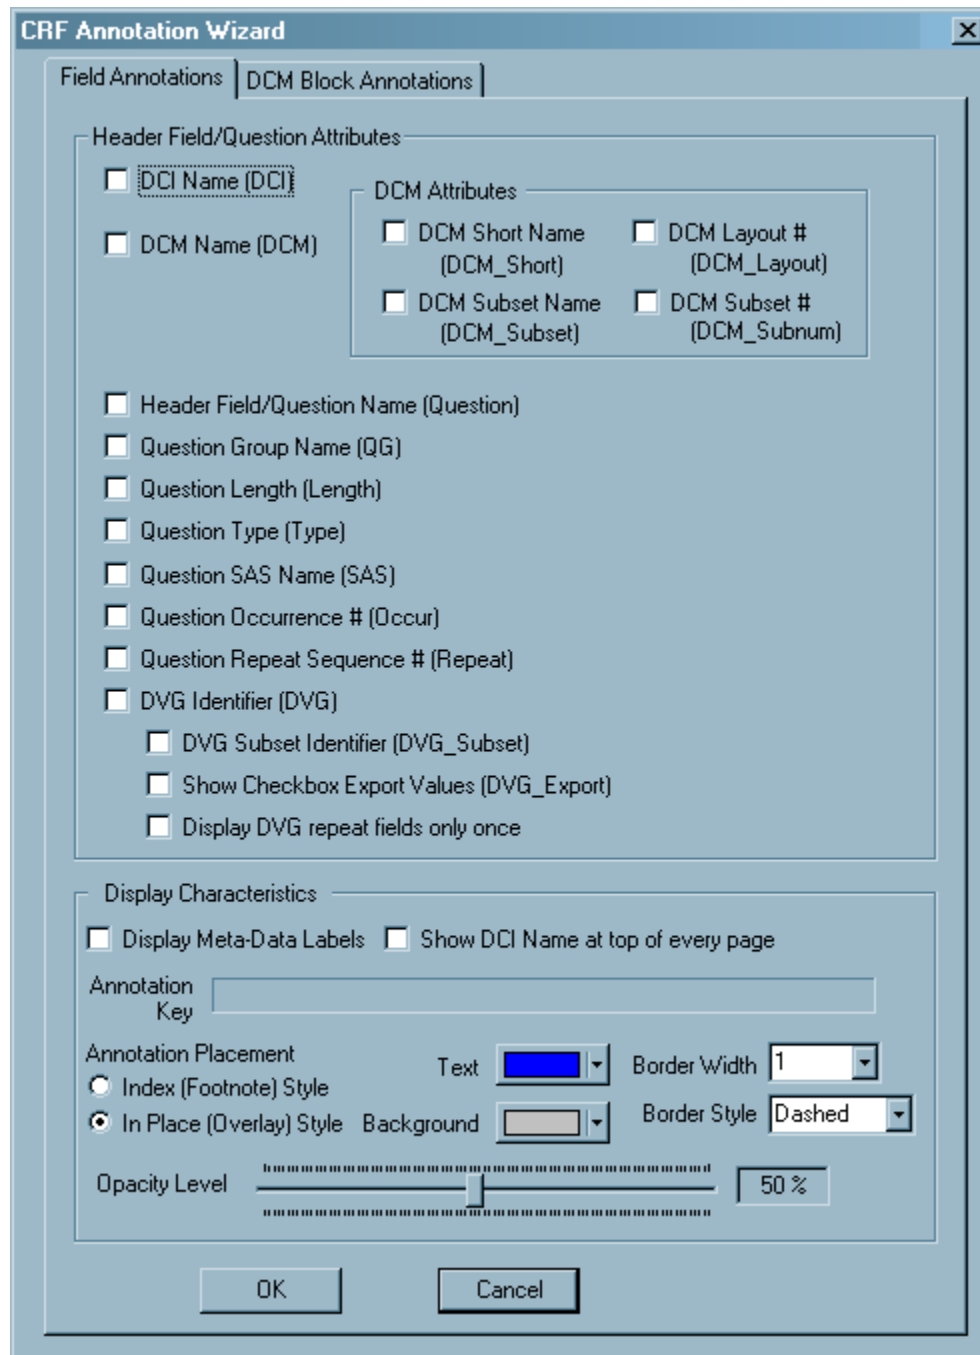 CRF Annotation Wizard
Field Annotations
DCM Block Annotations
Header Field/Question Attributes
DCI Name (DCI)
DCM Name (DCM)
DCM Attributes
DCM Short Name
(DCM_Short)
DCM Layout #
(DCM_Layout)
DCM Subset Name
(DCM_Subset)
DCM Subset #
(DCM_Subnum)
Header Field/Question Name (Question)
Question Group Name (QG)
Question Length (Length)
Question Type (Type)
Question SAS Name (SAS)
Question Occurrence # (Occur)
Question Repeat Sequence # (Repeat)
DVG Identifier (DVG)
DVG Subset Identifier (DVG_Subset)
Show Checkbox Export Values (DVG_Export)
Display DVG repeat fields only once
Display Characteristics
Display Meta-Data Labels
Show DCI Name at top of every page
Annotation
Key
Annotation Placement
Index (Footnote) Style
In Place (Overlay) Style
Text
Background
Border Width 1
Border Style Dashed
Opacity Level
50 %
OK
Cancel